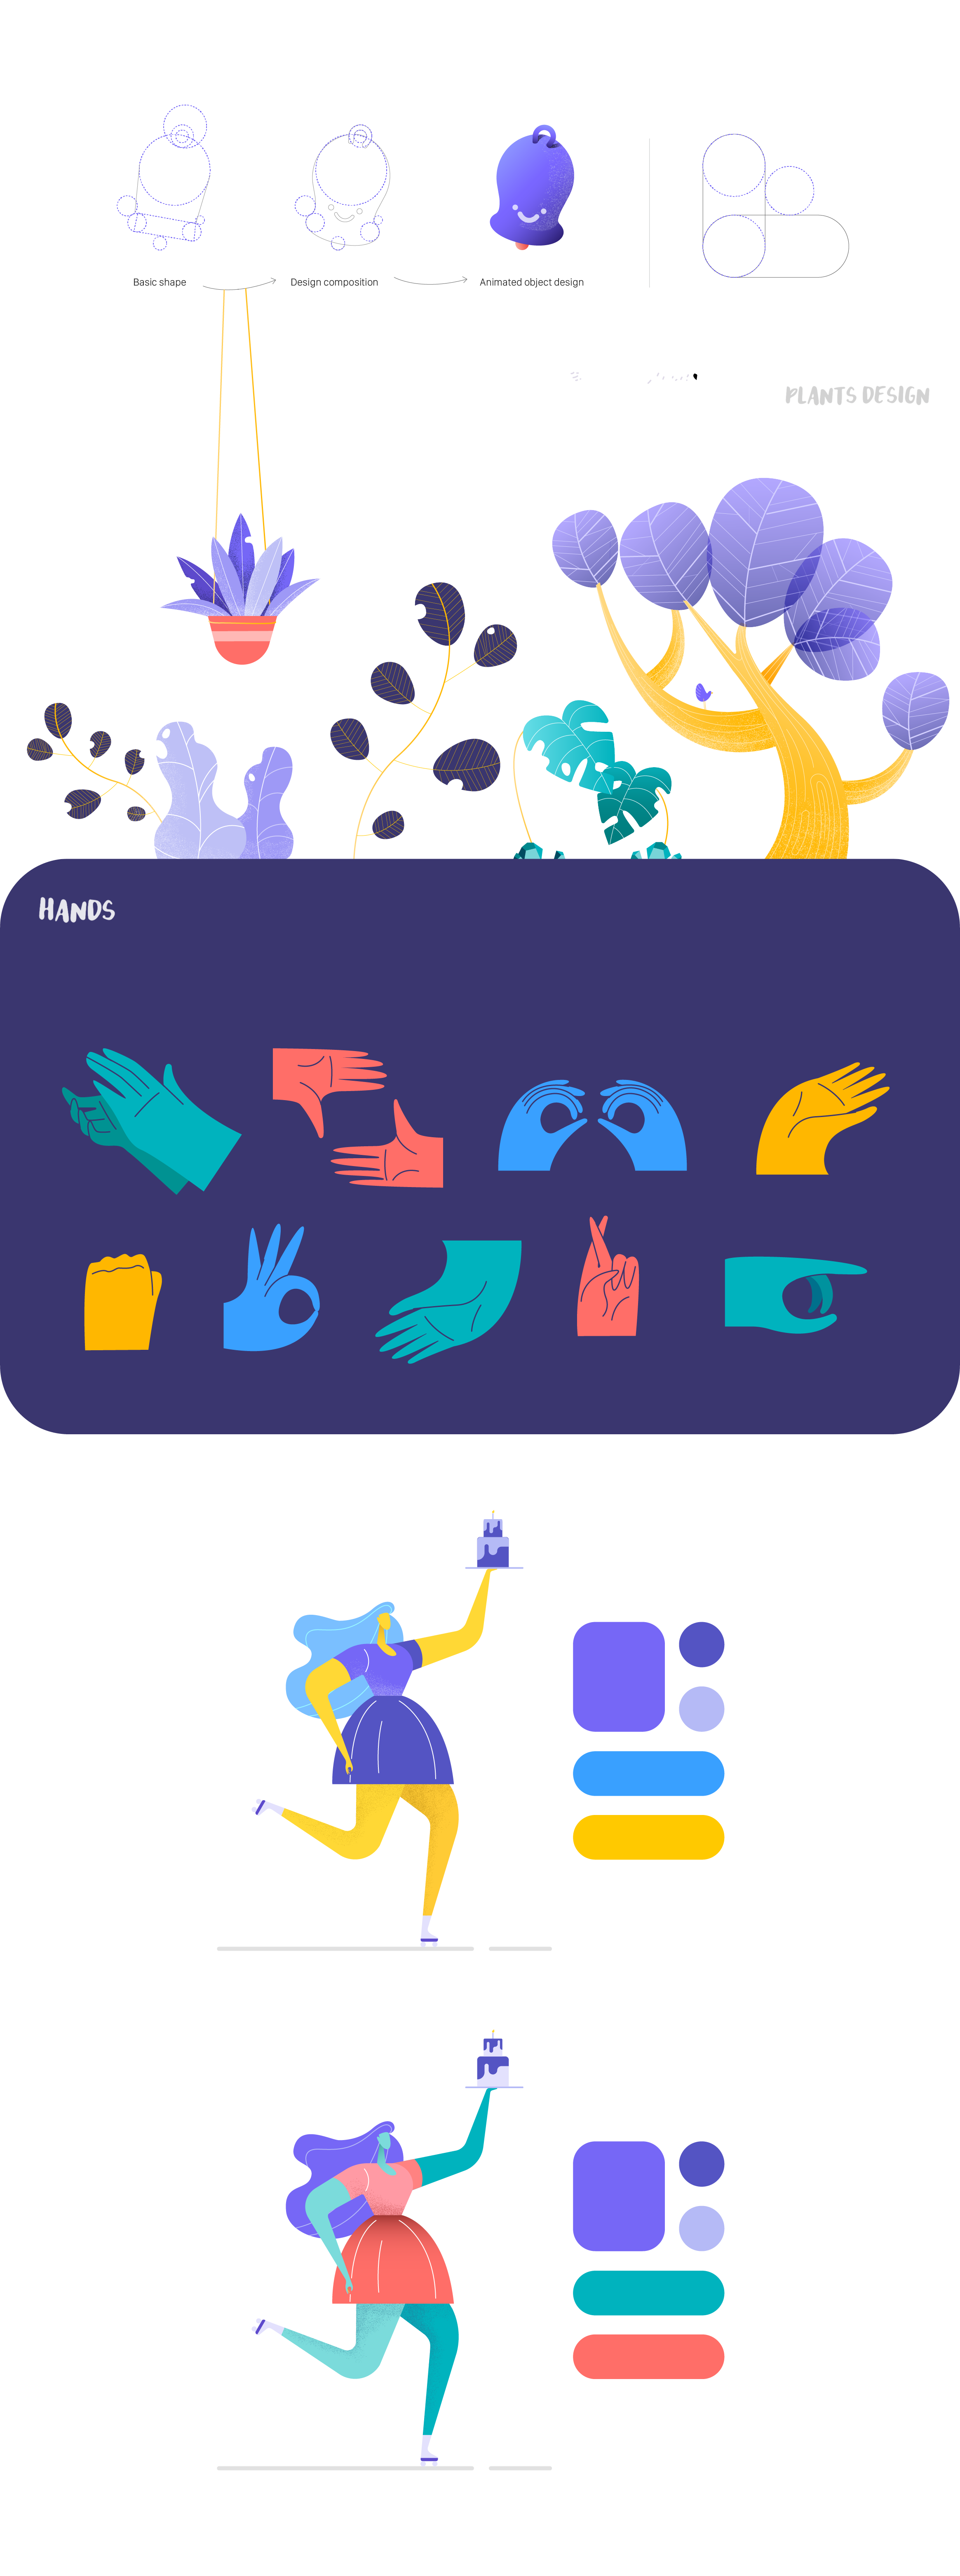 Basic shape
Design composition
Animated object design
PLANTS DESIGN
HANDS